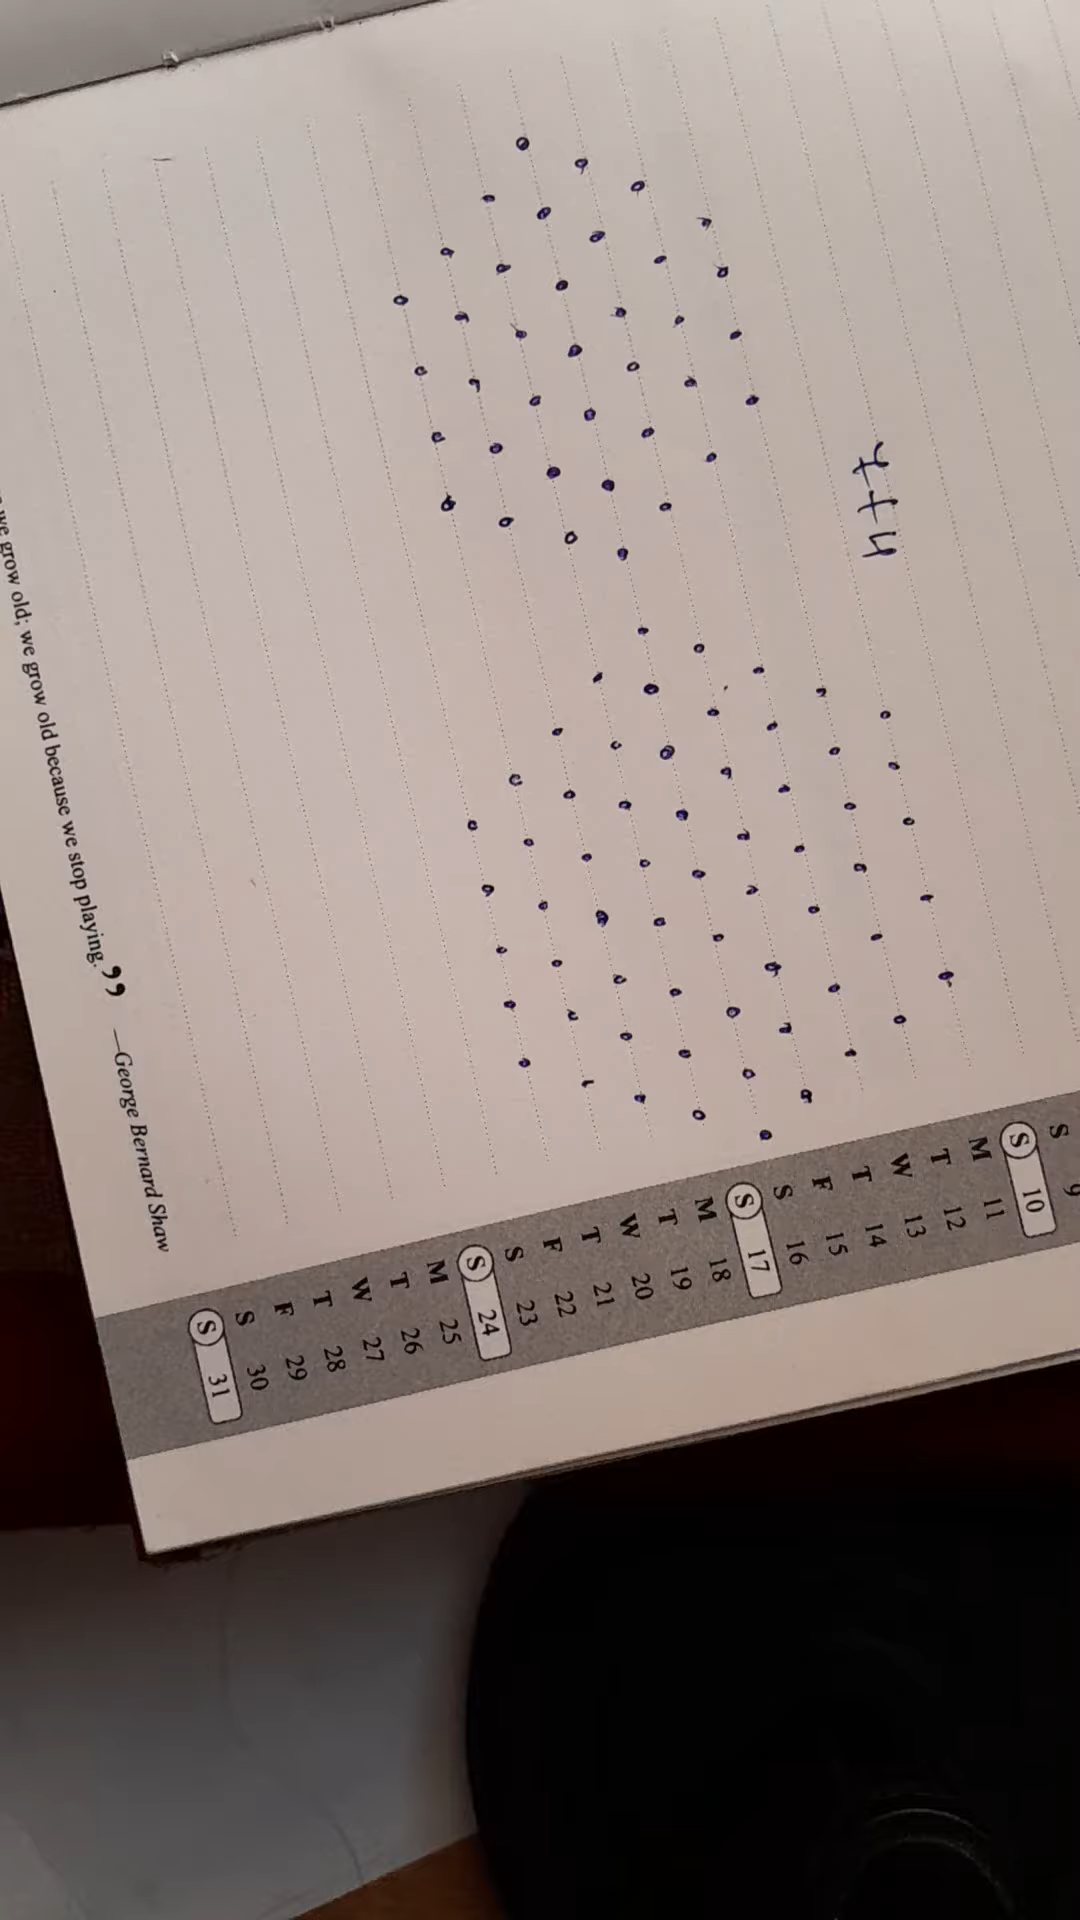 7-4
we grow old; we grow old because we stop playing.”
—George Bernard Shaw
S 9
S 10
M 11
T 12
W 13
T 14
F 15
S 16
S 17
M 18
T 19
W 20
T 21
F 22
S 23
S 24
M 25
T 26
W 27
T 28
F 29
S 30
S 31